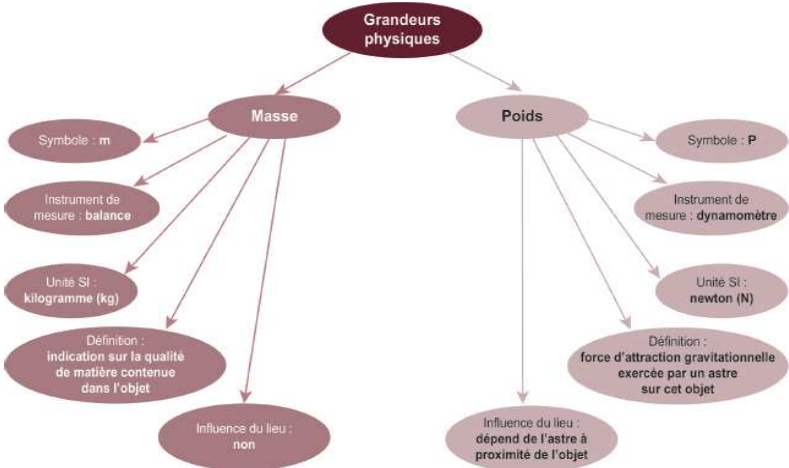 Grandeurs
physiques
Masse
Symbole : m
Instrument de
mesure : balance
Unité SI :
kilogramme (kg)
Définition :
indication sur la qualité
de matière contenue
dans l'objet
Influence du lieu :
non
Poids
Symbole : P
Instrument de
mesure : dynamomètre
Unité SI :
newton (N)
Définition :
force d'attraction gravitationnelle
exercée par un astre
sur cet objet
Influence du lieu :
dépend de l'astre à
proximité de l'objet